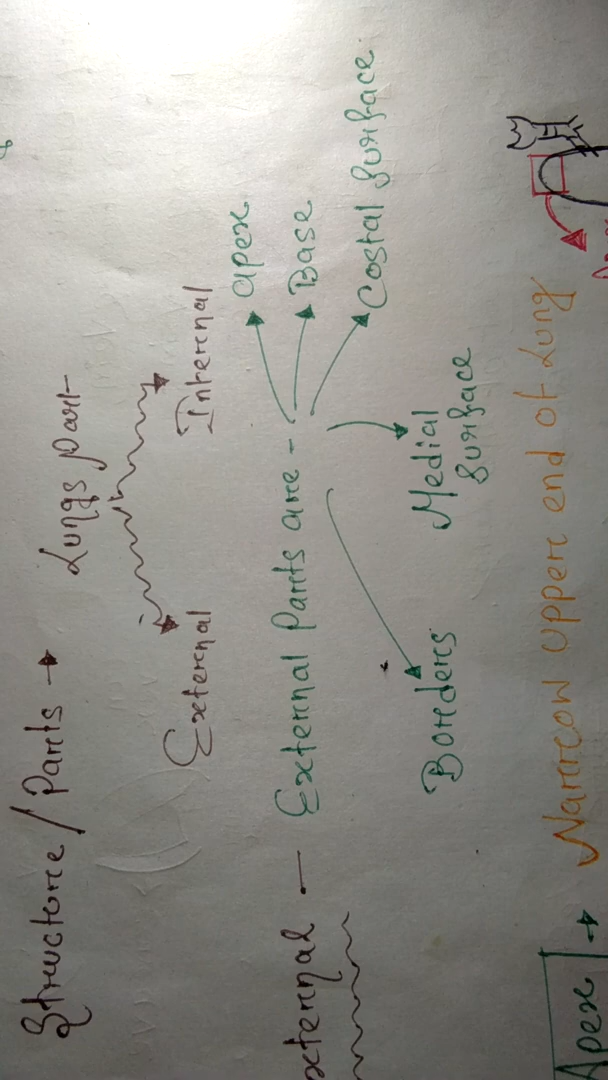 Structure / Parts → Lungs Part
External Internal
xternal — External Parts are -
apex
Base
Costal surface
Medial
surface
Borders
Apex → Narrow upper end of Lung